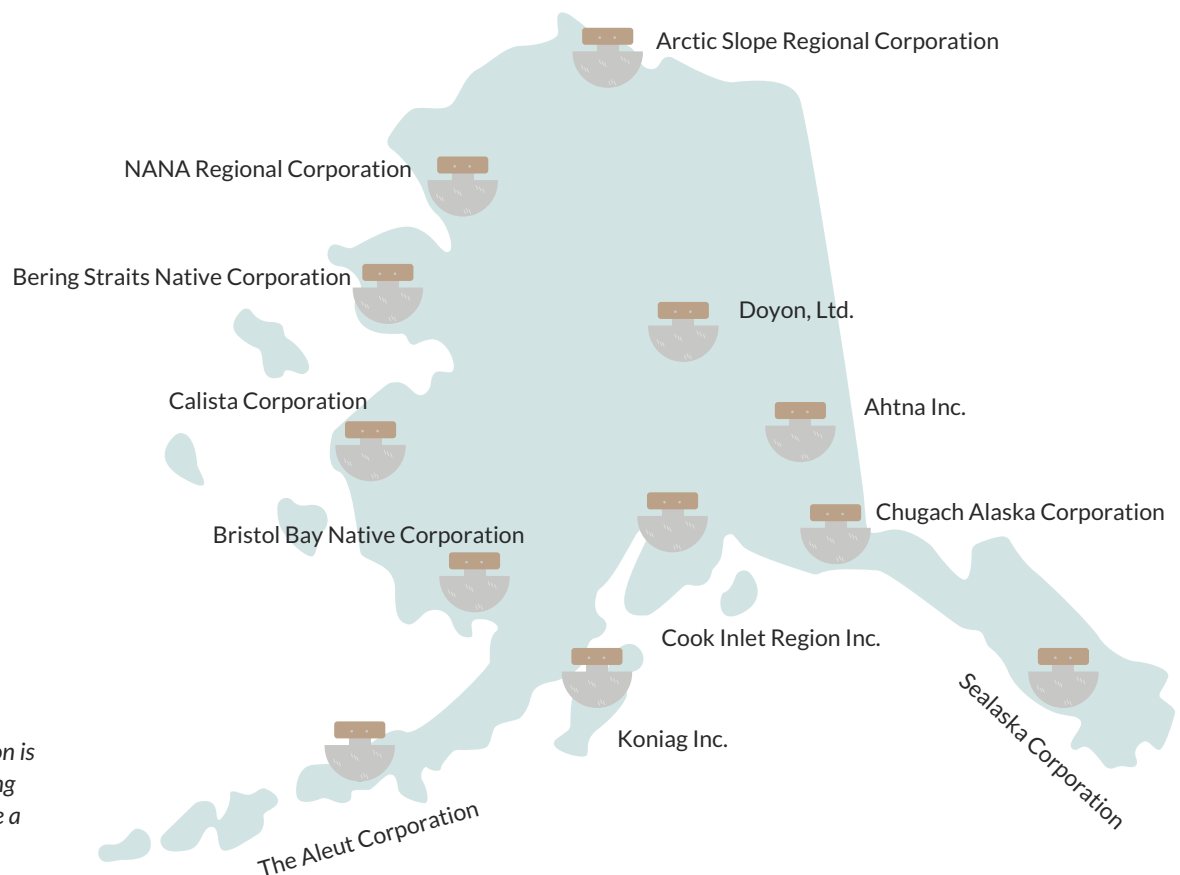 Arctic Slope Regional Corporation
NANA Regional Corporation
Bering Straits Native Corporation
Doyon, Ltd.
Calista Corporation
Ahtna Inc.
Chugach Alaska Corporation
Bristol Bay Native Corporation
Cook Inlet Region Inc.
Sealaska Corporation
Koniag Inc.
is
a
The Aleut Corporation